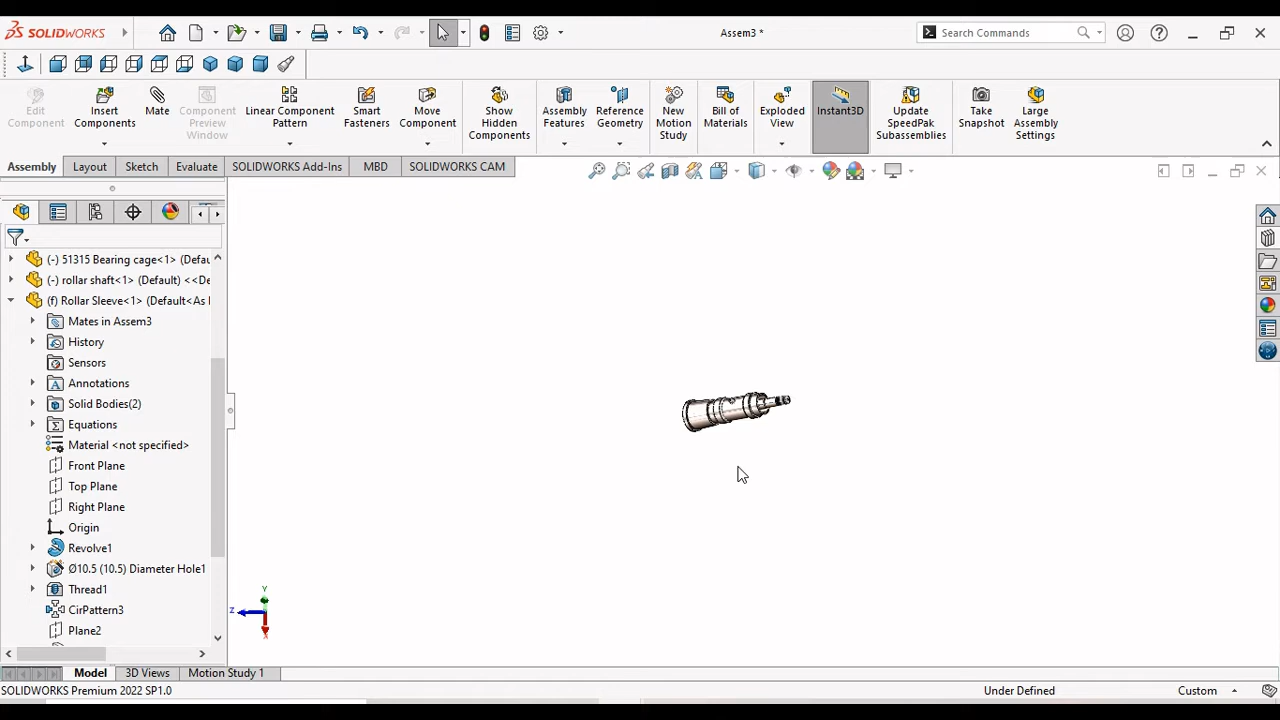 SOLIDWORKS
Assem3 *
Search Commands
Edit Component
Insert Components
Mate
Component Preview Window
Linear Component Pattern
Smart Fasteners
Move Component
Show Hidden Components
Assembly Features
Reference Geometry
New Motion Study
Bill of Materials
Exploded View
Instant3D
Update SpeedPak Subassemblies
Take Snapshot
Large Assembly Settings
Assembly Layout Sketch Evaluate SOLIDWORKS Add-Ins MBD SOLIDWORKS CAM
(-) 51315 Bearing cage<1> (Defau
(-) rollar shaft<1> (Default) <<De
(f) Rollar Sleeve<1> (Default<As
Mates in Assem3
History
Sensors
Annotations
Solid Bodies(2)
Equations
Material <not specified>
Front Plane
Top Plane
Right Plane
Origin
Revolve1
Ø10.5 (10.5) Diameter Hole1
Thread1
CirPattern3
Plane2
Y
Z
X
Model 3D Views Motion Study 1
SOLIDWORKS Premium 2022 SP1.0
Under Defined
Custom